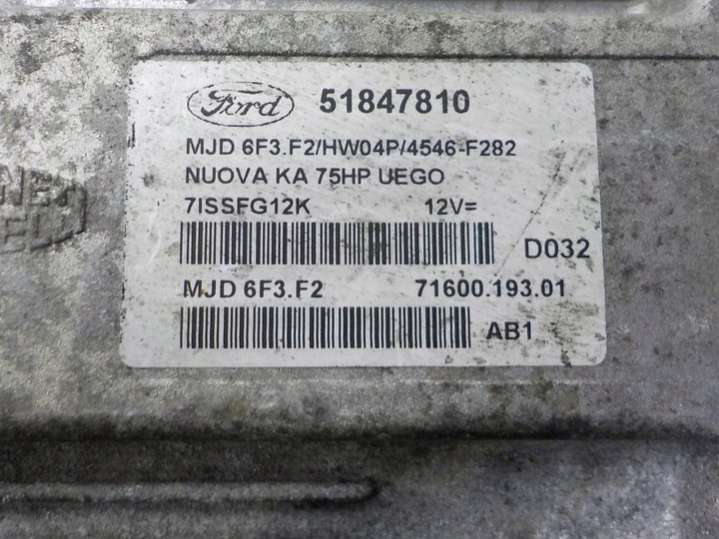 Ford 51847810
MJD 6F3.F2/HW04P/4546-F282
NUOVA KA 75HP UEGO
7ISSFG12K 12V=
D032
MJD 6F3.F2 71600.193.01
AB1